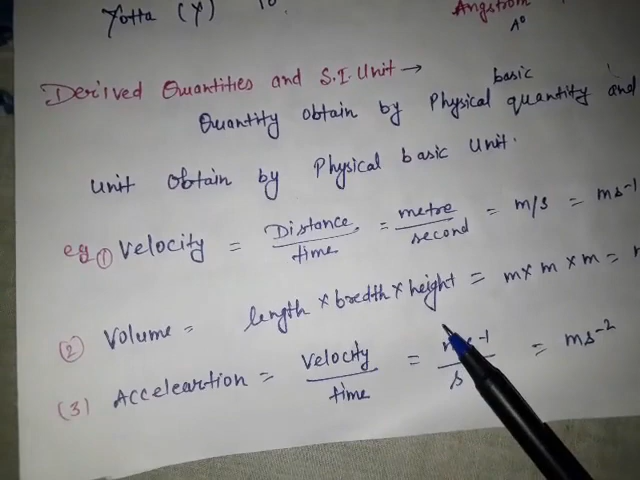 Yotta (Y) 10
Angstrom
A°
Derived Quantities and S.I. Unit →
basic
Quantity obtain by Physical quantity and
unit obtain by Physical basic unit.
eg ① Velocity = Distance/time = metre/second = m/s = ms⁻¹
② Volume = length × bredth × height = m × m × m =
(3) Acceleartion = Velocity/time = /s = ms⁻²